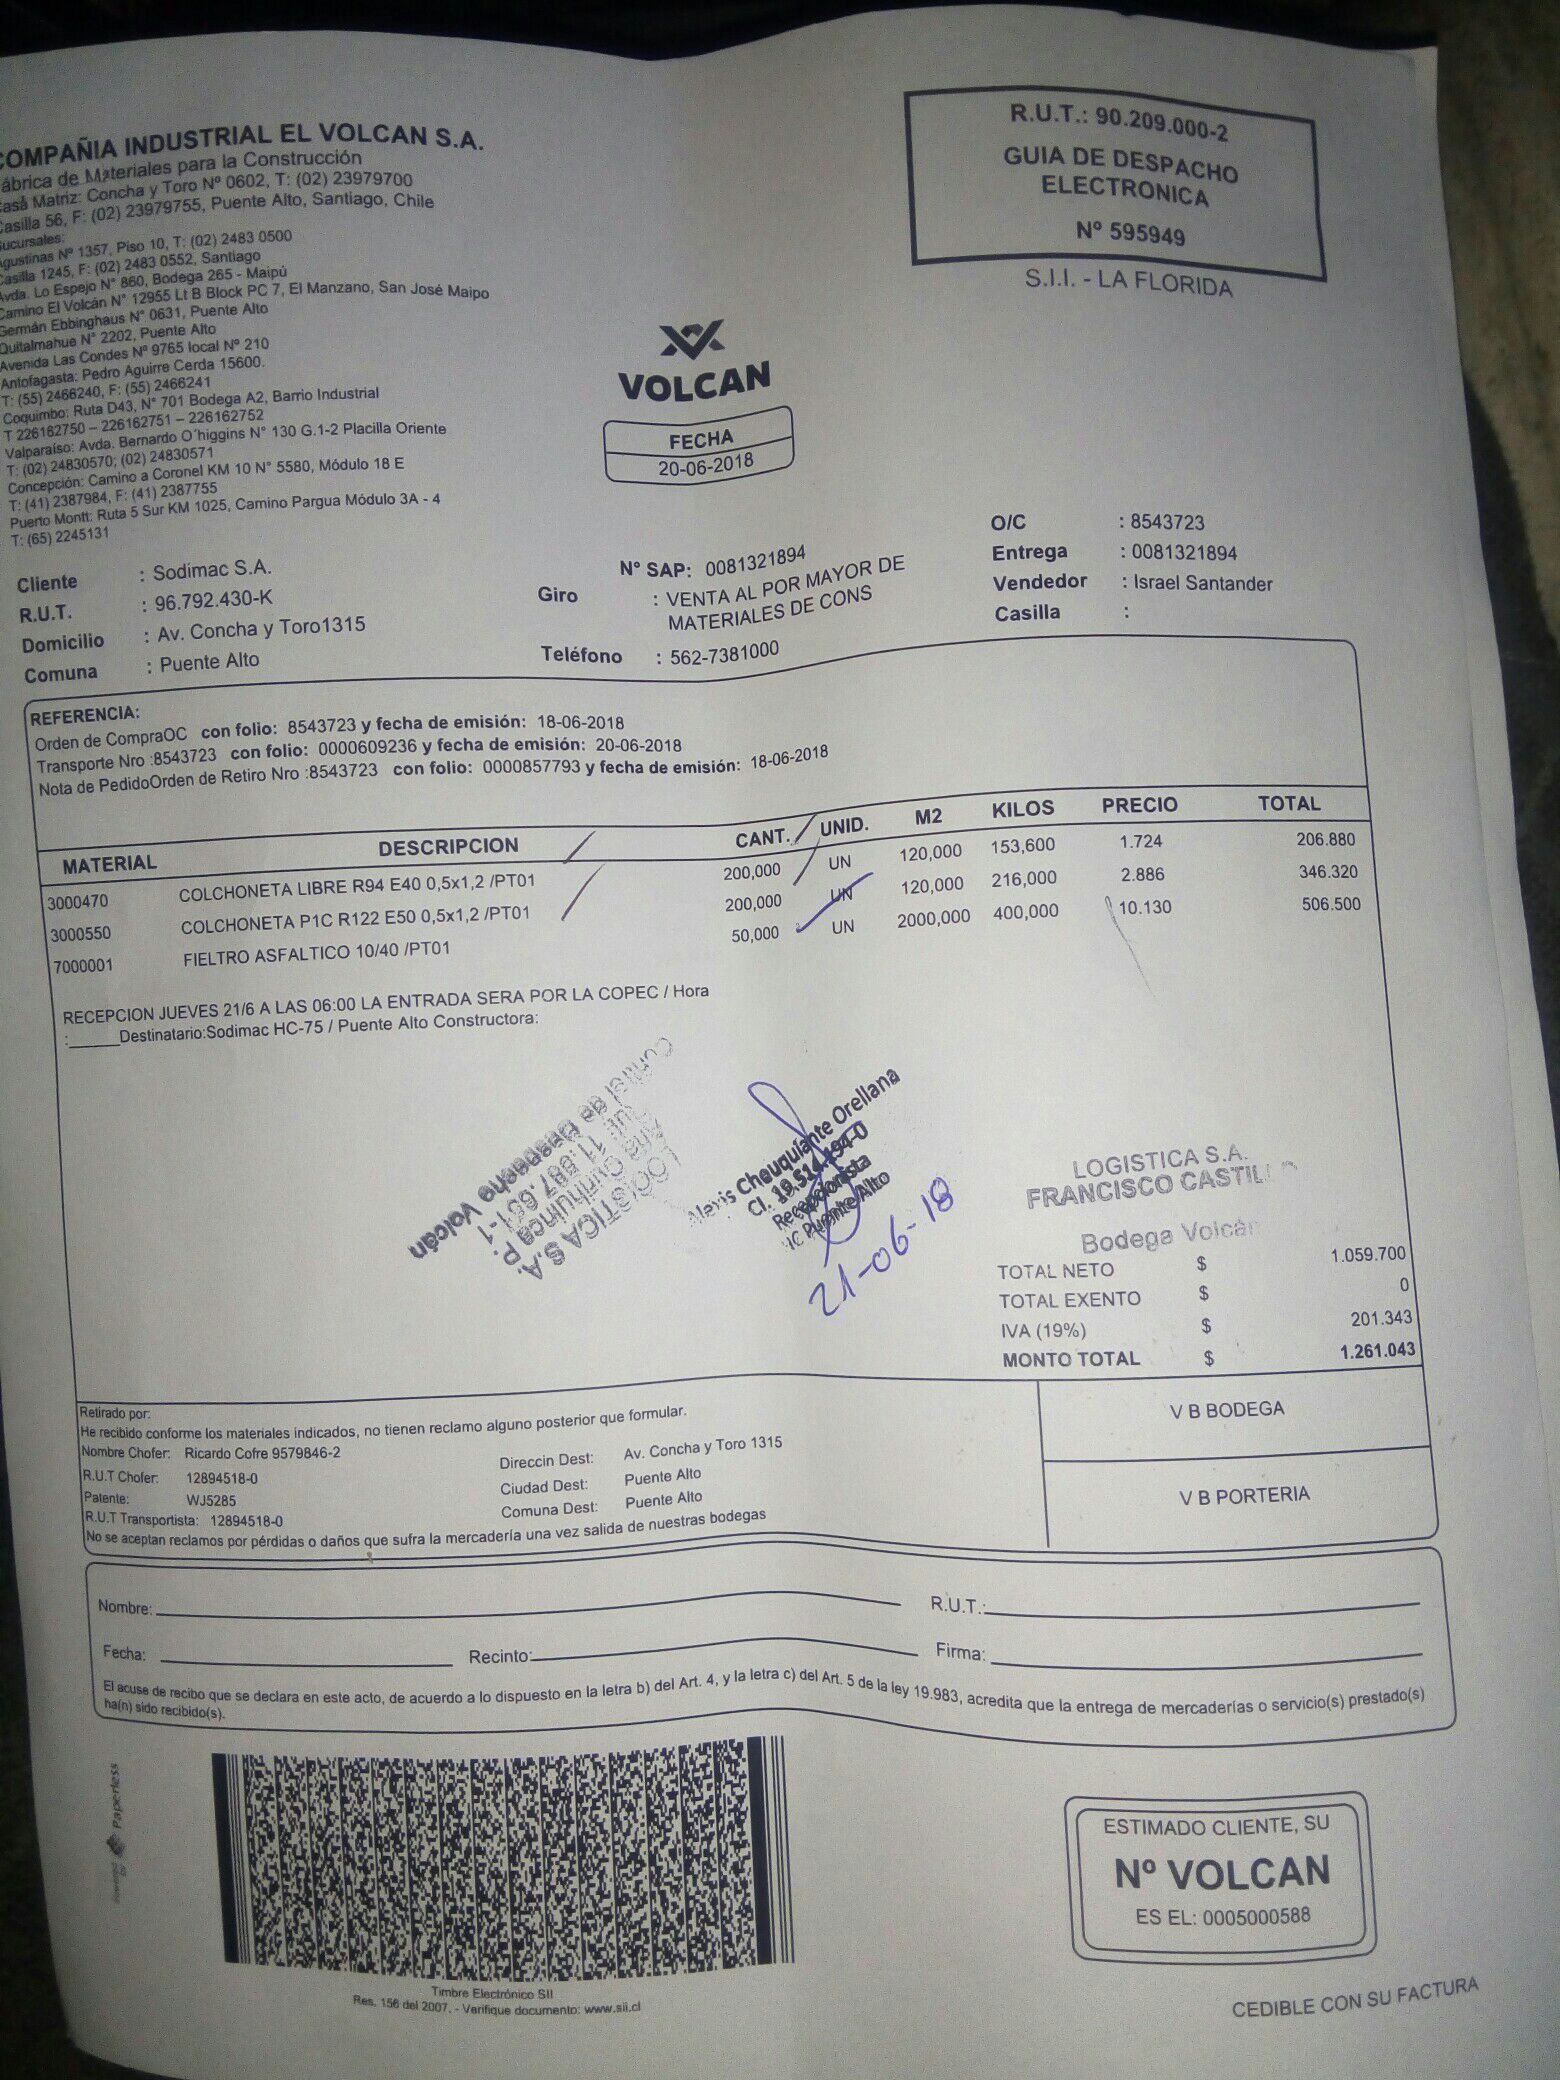 COMPAÑIA INDUSTRIAL EL VOLCAN S.A.
ábrica de Materiales para la Construcción
asa Matriz: Concha y Toro Nº 0602, T: (02) 23979700
Casilla 56, F: (02) 23979755, Puente Alto, Santiago, Chile
ucursales:
gustinas Nº 1357, Piso 10, T: (02) 2483 0500
Casilla 1245, F: (02) 2483 0552, Santiago
Avda. Lo Espejo N° 860, Bodega 265 - Maipú
Camino El Volcán N° 12955 Lt B Block PC 7, El Manzano, San José Maipo
Germán Ebbinghaus N° 0631, Puente Alto
Quitalmahue N° 2202, Puente Alto
Avenida Las Condes Nº 9765 local Nº 210
Antofagasta: Pedro Aguirre Cerda 15600.
T: (55) 2466240, F: (55) 2466241
Coquimbo: Ruta D43, N° 701 Bodega A2, Barrio Industrial
T 226162750 – 226162751 – 226162752
Valparaíso: Avda. Bernardo O´higgins N° 130 G.1-2 Placilla Oriente
T: (02) 24830570; (02) 24830571
Concepción: Camino a Coronel KM 10 N° 5580, Módulo 18 E
T: (41) 2387984, F: (41) 2387755
Puerto Montt: Ruta 5 Sur KM 1025, Camino Pargua Módulo 3A - 4
T: (65) 2245131
R.U.T.: 90.209.000-2
GUIA DE DESPACHO
ELECTRONICA
Nº 595949
S.I.I. - LA FLORIDA
VOLCAN
FECHA
20-06-2018
Cliente : Sodimac S.A.
R.U.T. : 96.792.430-K
Domicilio : Av. Concha y Toro1315
Comuna : Puente Alto
N° SAP: 0081321894
Giro : VENTA AL POR MAYOR DE
MATERIALES DE CONS
Teléfono : 562-7381000
O/C : 8543723
Entrega : 0081321894
Vendedor : Israel Santander
Casilla :
REFERENCIA:
Orden de CompraOC con folio: 8543723 y fecha de emisión: 18-06-2018
Transporte Nro :8543723 con folio: 0000609236 y fecha de emisión: 20-06-2018
Nota de PedidoOrden de Retiro Nro :8543723 con folio: 0000857793 y fecha de emisión: 18-06-2018
MATERIAL DESCRIPCION CANT. UNID. M2 KILOS PRECIO TOTAL
3000470 COLCHONETA LIBRE R94 E40 0,5x1,2 /PT01 200,000 UN 120,000 153,600 1.724 206.880
3000550 COLCHONETA P1C R122 E50 0,5x1,2 /PT01 200,000 UN 120,000 216,000 2.886 346.320
7000001 FIELTRO ASFALTICO 10/40 /PT01 50,000 UN 2000,000 400,000 10.130 506.500
RECEPCION JUEVES 21/6 A LAS 06:00 LA ENTRADA SERA POR LA COPEC / Hora
:______Destinatario:Sodimac HC-75 / Puente Alto Constructora:
LOGISTICA S.A.
Control de Despacho Volcán
Cheuquiante Orellana
Recepcionista
Puente Alto
21-06-18
LOGISTICA S.A.
FRANCISCO CASTILLO
Bodega Volcán
TOTAL NETO $ 1.059.700
TOTAL EXENTO $ 0
IVA (19%) $ 201.343
MONTO TOTAL $ 1.261.043
Retirado por:
He recibido conforme los materiales indicados, no tienen reclamo alguno posterior que formular.
Nombre Chofer: Ricardo Cofre 9579846-2
R.U.T Chofer: 12894518-0
Patente: WJ5285
R.U.T Transportista: 12894518-0
Direccin Dest: Av. Concha y Toro 1315
Ciudad Dest: Puente Alto
Comuna Dest: Puente Alto
No se aceptan reclamos por pérdidas o daños que sufra la mercadería una vez salida de nuestras bodegas
V B BODEGA
V B PORTERIA
Nombre: R.U.T.:
Fecha: Recinto: Firma:
El acuse de recibo que se declara en este acto, de acuerdo a lo dispuesto en la letra b) del Art. 4, y la letra c) del Art. 5 de la ley 19.983, acredita que la entrega de mercaderías o servicio(s) prestado(s)
ha(n) sido recibido(s).
Paperless
Timbre Electrónico SII
Res. 156 del 2007. - Verifique documento: www.sii.cl
ESTIMADO CLIENTE, SU
Nº VOLCAN
ES EL: 0005000588
CEDIBLE CON SU FACTURA